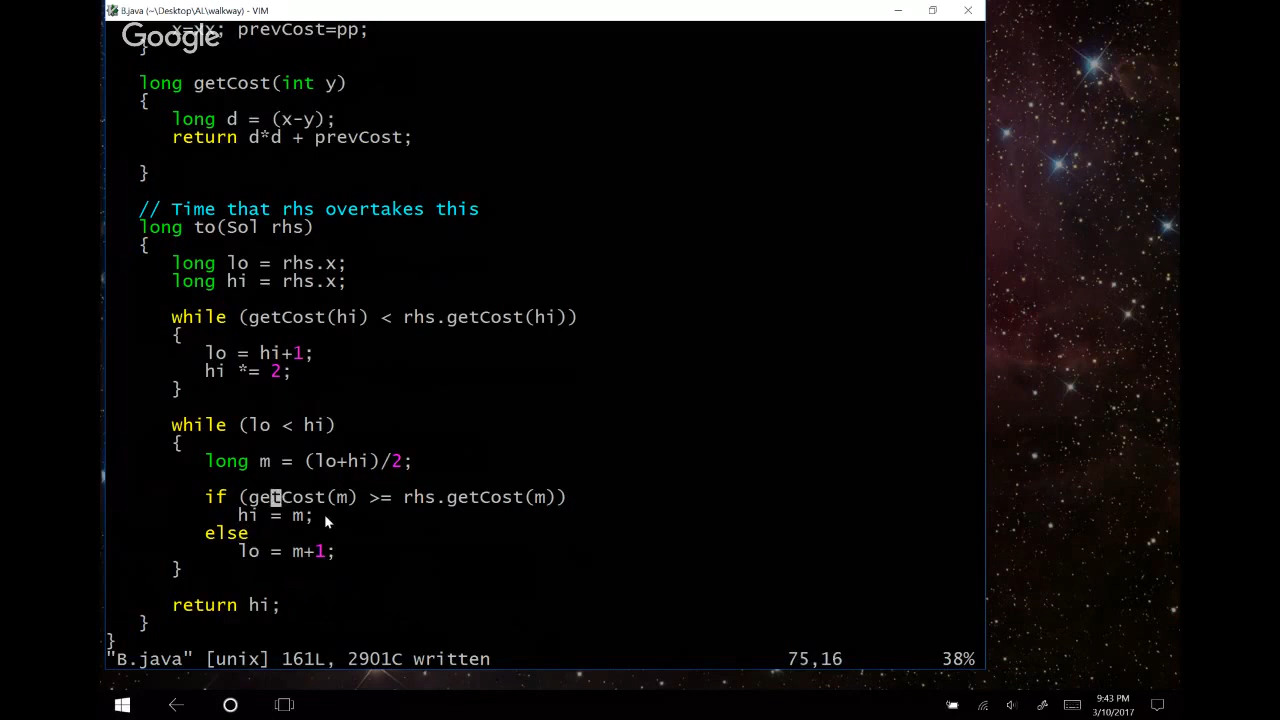 B.java (~\Desktop\AL\walkway) - VIM
Google
x=xx; prevCost=pp;
}
long getCost(int y)
{
long d = (x-y);
return d*d + prevCost;
}
// Time that rhs overtakes this
long to(Sol rhs)
{
long lo = rhs.x;
long hi = rhs.x;
while (getCost(hi) < rhs.getCost(hi))
{
lo = hi+1;
hi *= 2;
}
while (lo < hi)
{
long m = (lo+hi)/2;
if (getCost(m) >= rhs.getCost(m))
hi = m;
else
lo = m+1;
}
return hi;
}
}
"B.java" [unix] 161L, 2901C written 75,16 38%
9:43 PM
3/10/2017